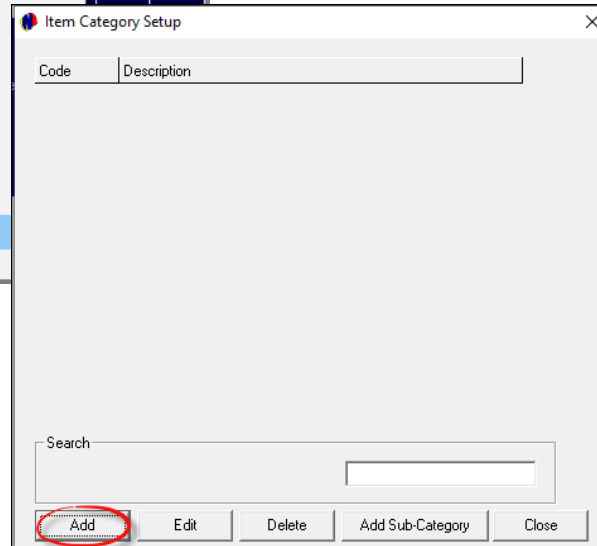 Item Category Setup
Code Description
Search
Add Edit Delete Add Sub-Category Close